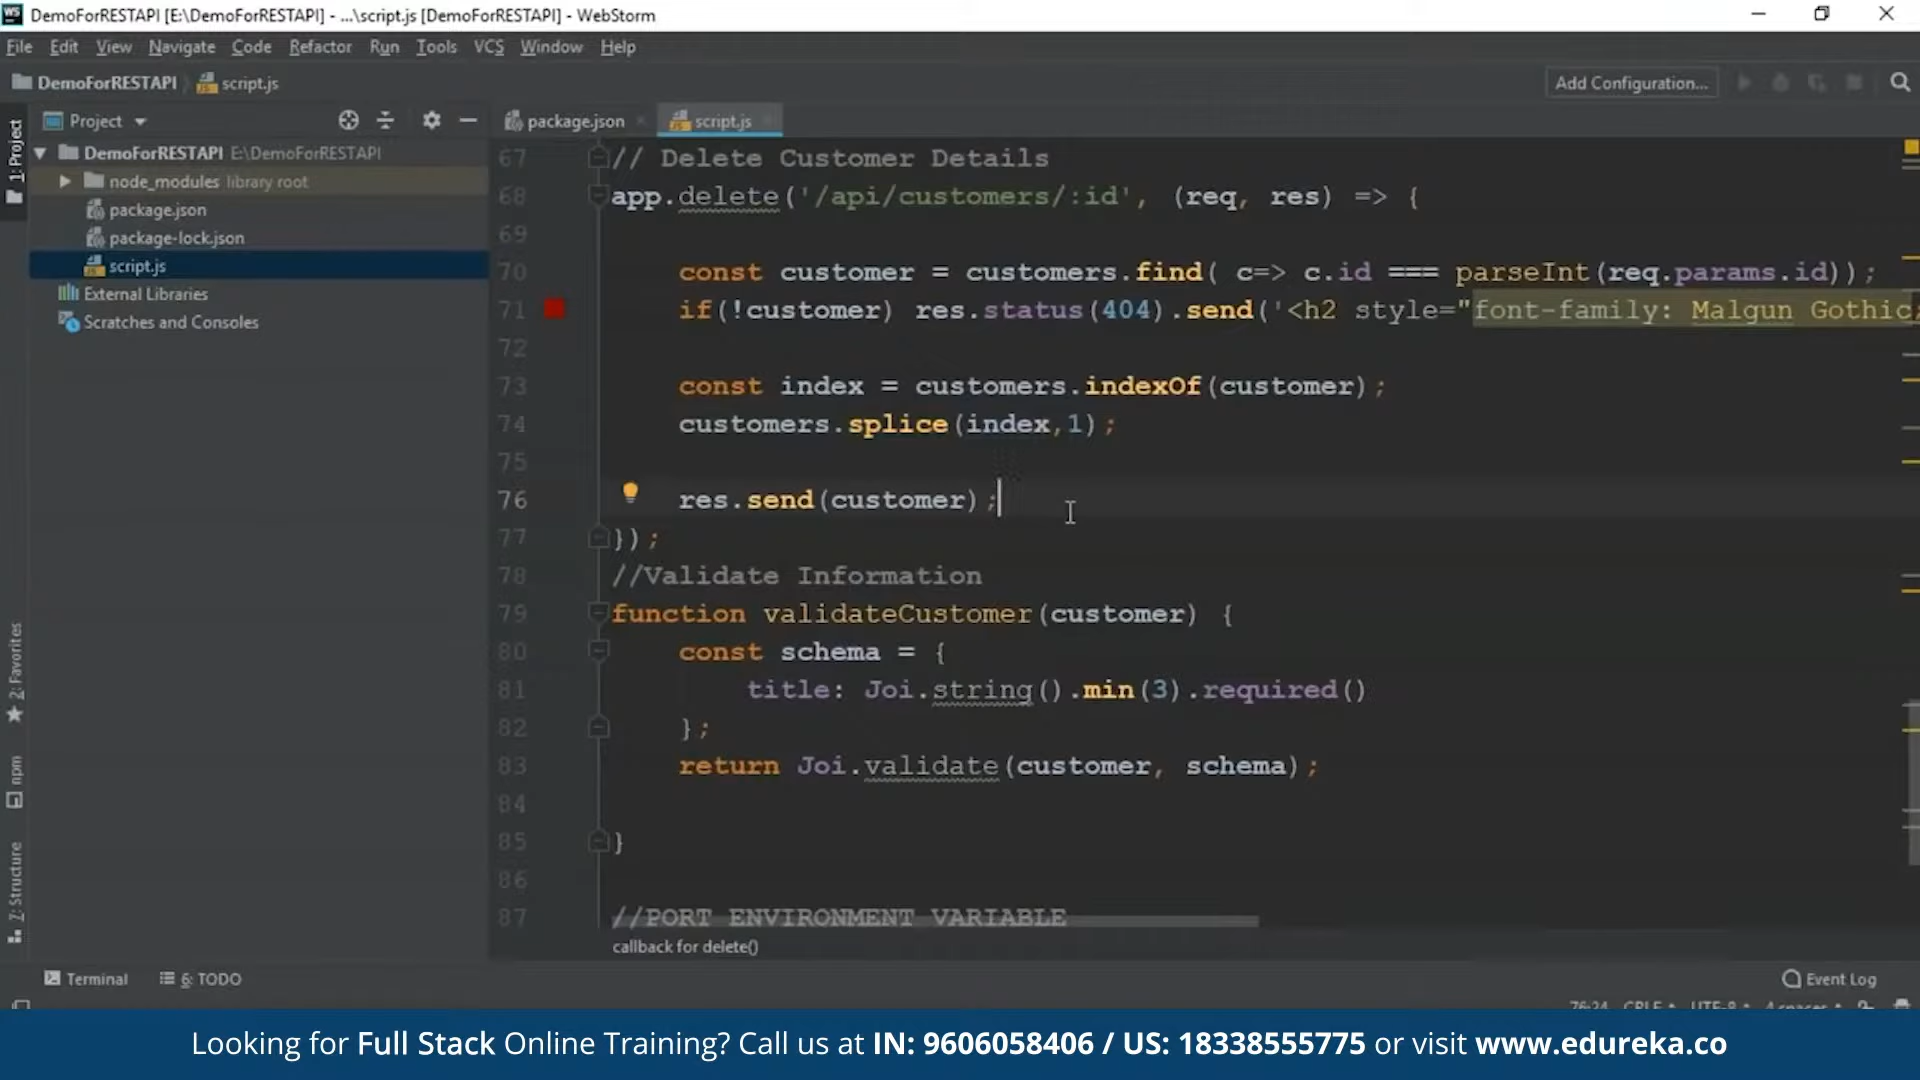 DemoForRESTAPI [E:\DemoForRESTAPI] - ...\script.js [DemoForRESTAPI] - WebStorm
File Edit View Navigate Code Refactor Run Tools VCS Window Help
DemoForRESTAPI script.js Add Configuration...
1: Project
Project
package.json script.js
DemoForRESTAPI E:\DemoForRESTAPI
node_modules library root
package.json
package-lock.json
script.js
External Libraries
Scratches and Consoles
67 // Delete Customer Details
68 app.delete('/api/customers/:id', (req, res) => {
69
70 const customer = customers.find( c=> c.id === parseInt(req.params.id));
71 if(!customer) res.status(404).send('<h2 style="font-family: Malgun Gothic;
72
73 const index = customers.indexOf(customer);
74 customers.splice(index,1);
75
76 res.send(customer);
77 });
78 //Validate Information
79 function validateCustomer(customer) {
80 const schema = {
81 title: Joi.string().min(3).required()
82 };
83 return Joi.validate(customer, schema);
84
85 }
86
87 //PORT ENVIRONMENT VARIABLE
callback for delete()
2: Favorites
npm
7: Structure
Terminal 6: TODO Event Log
76:24 CRLF UTF-8 4 spaces
Looking for Full Stack Online Training? Call us at IN: 9606058406 / US: 18338555775 or visit www.edureka.co